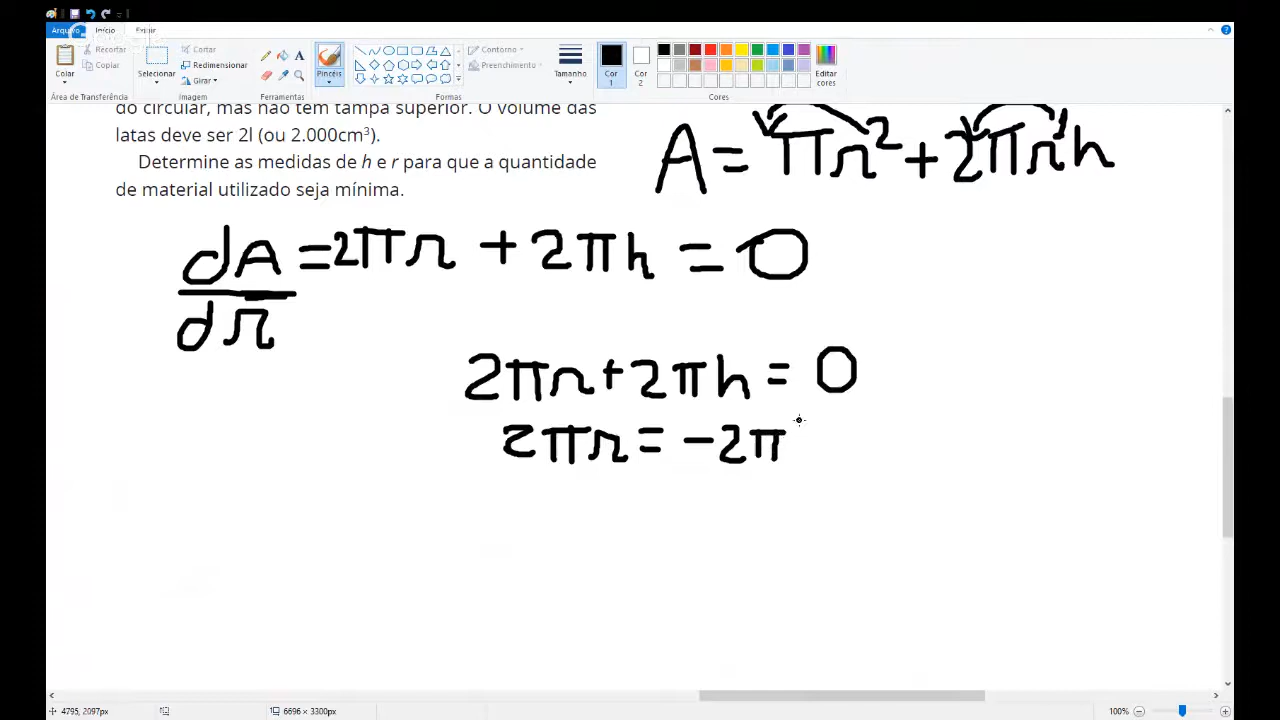 Arquivo Início Exibir
Colar Recortar Copiar Área de Transferência
Selecionar Cortar Redimensionar Girar Imagem
Ferramentas
Pincéis
Contorno Preenchimento Formas
Tamanho
Cor 1 Cor 2 Editar cores Cores
do circular, mas não tem tampa superior. O volume das
latas deve ser 2l (ou 2.000cm³).
Determine as medidas de h e r para que a quantidade
de material utilizado seja mínima.
A = πr² + 2πr¹h
dA/dr = 2πr + 2πh = 0
2πr + 2πh = 0
2πr = -2π
4795, 2097px 6696 × 3300px 100%